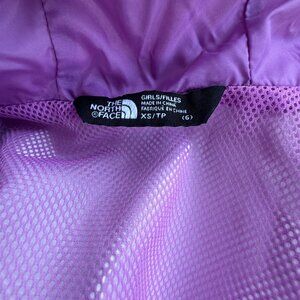 THE
NORTH
FACE
GIRLS/FILLES
MADE IN CHINA
FABRIQUÉ EN CHINE
XS/TP (6)